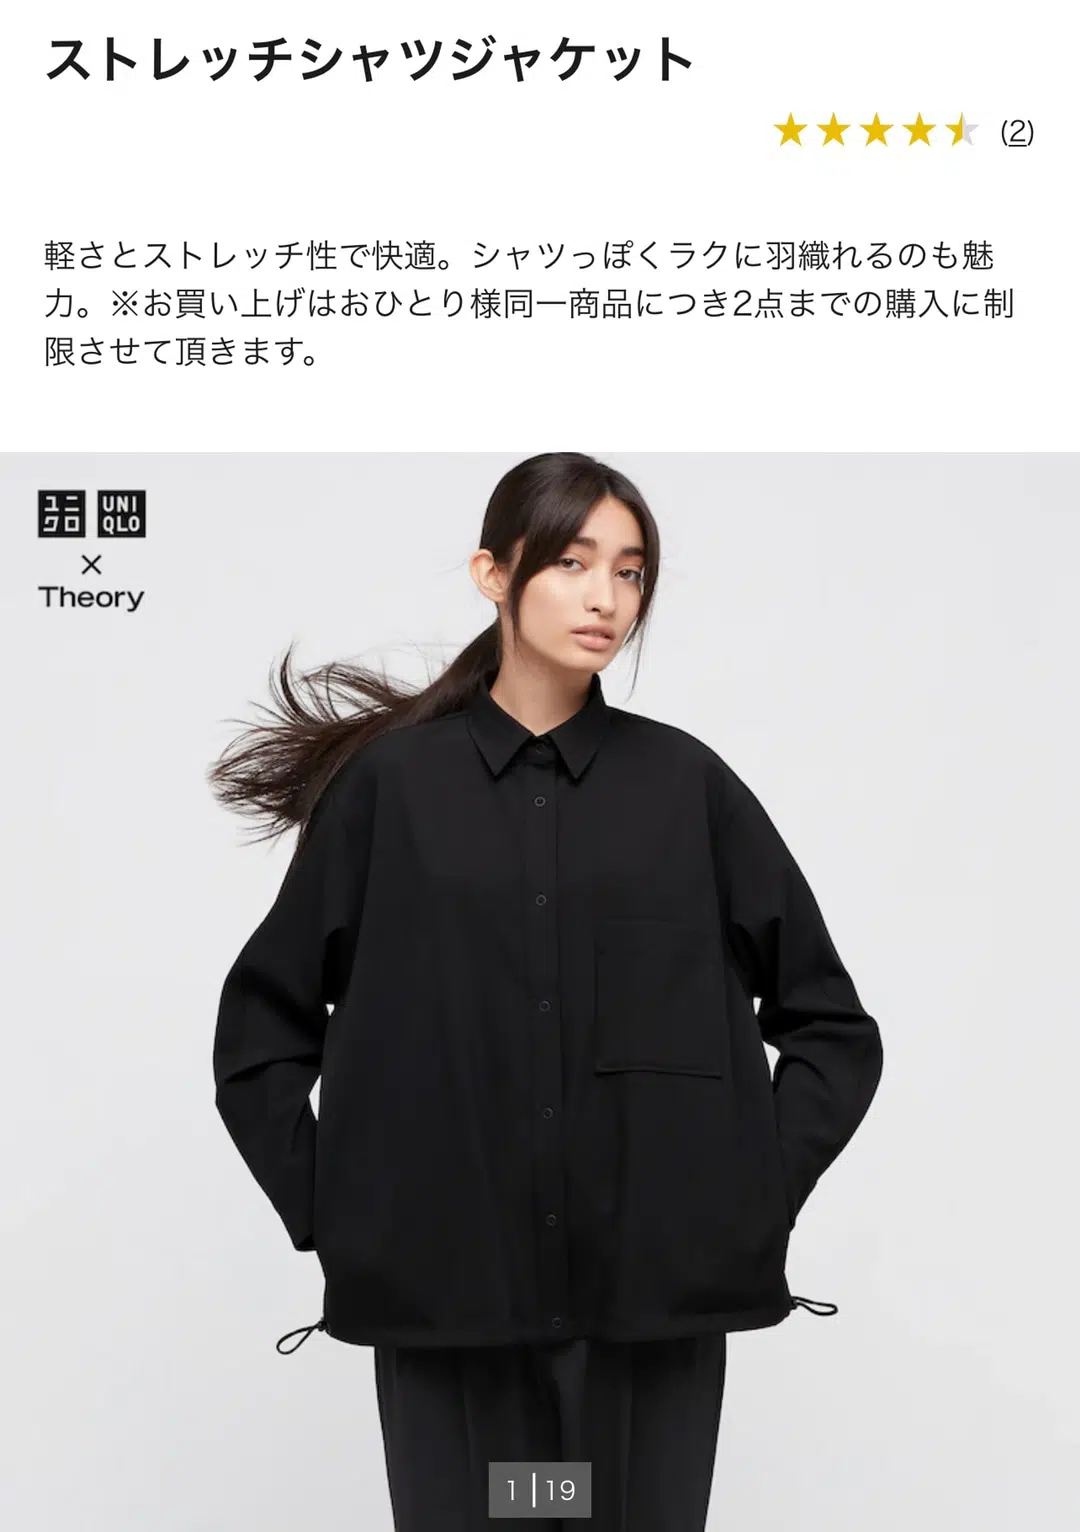 ストレッチシャツジャケット
(2)
軽さとストレッチ性で快適。シャツっぽくラクに羽織れるのも魅
力。※お買い上げはおひとり様同一商品につき2点までの購入に制
限させて頂きます。
ユニ UNI
クロ QLO
×
Theory
1 | 19